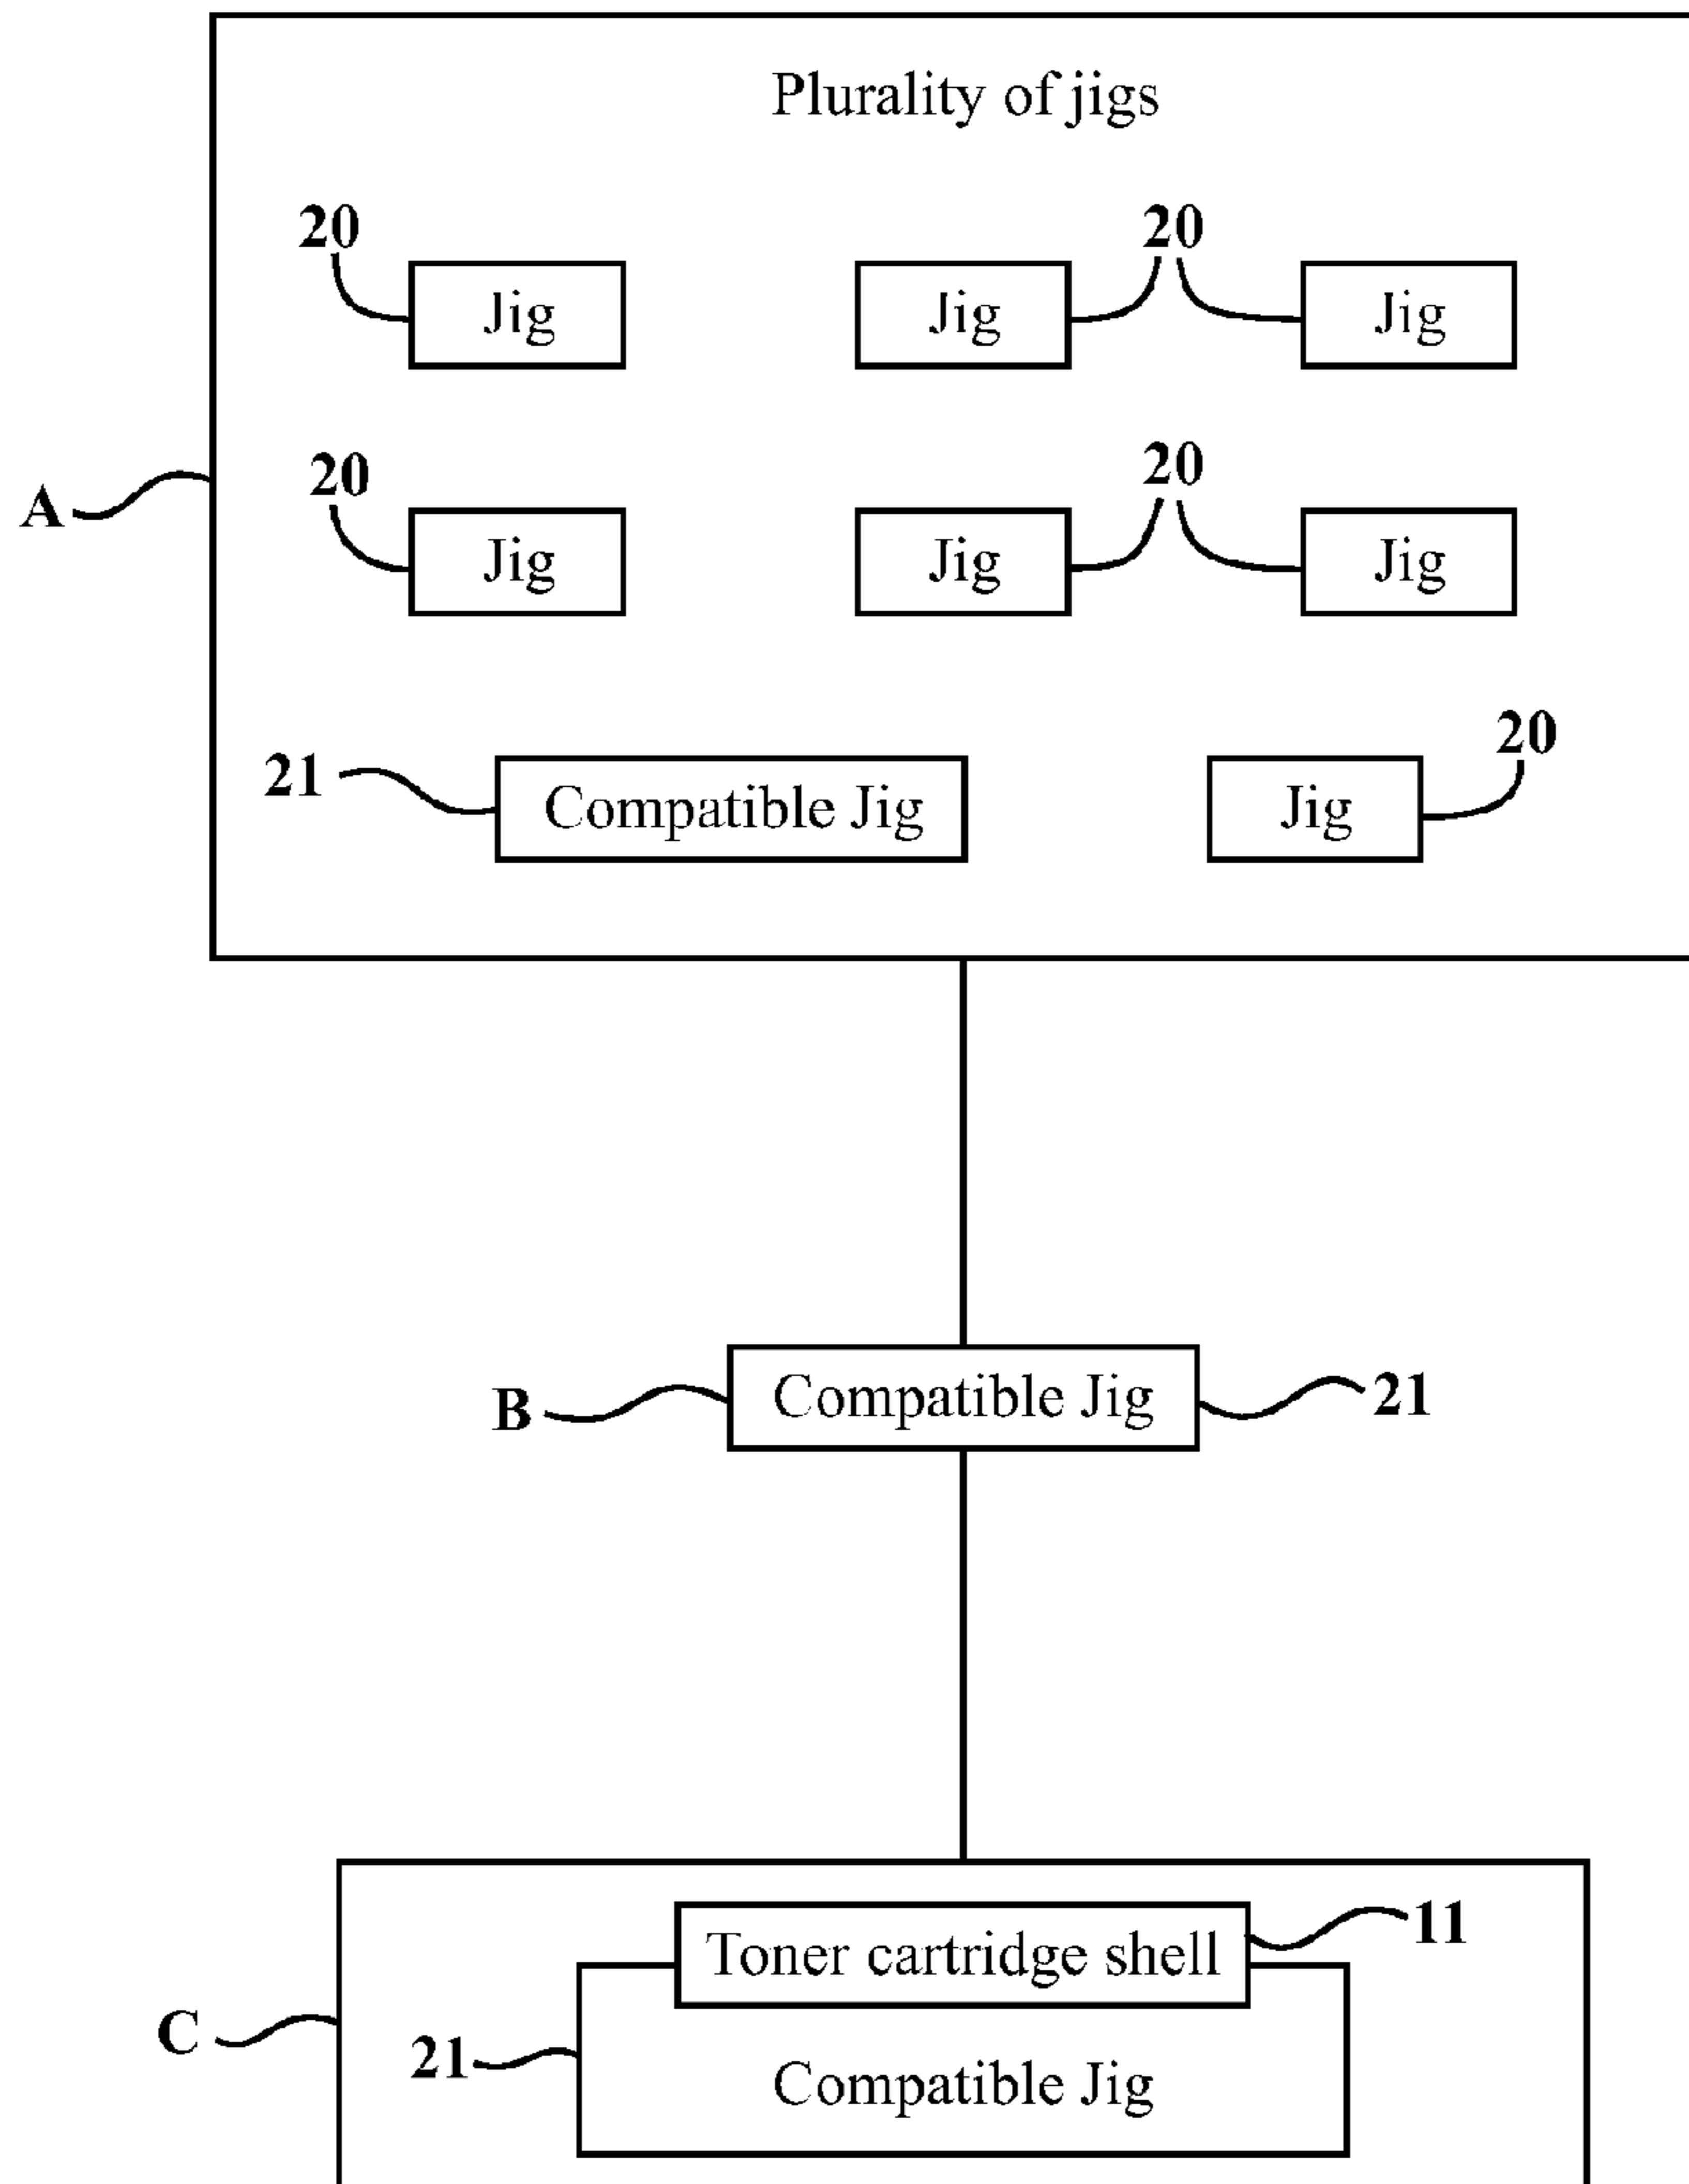 Plurality of jigs
20
20
Jig
Jig
Jig
20
20
A
Jig
Jig
Jig
20
21
Compatible Jig
Jig
B
Compatible Jig
21
Toner cartridge shell
11
C
21
Compatible Jig